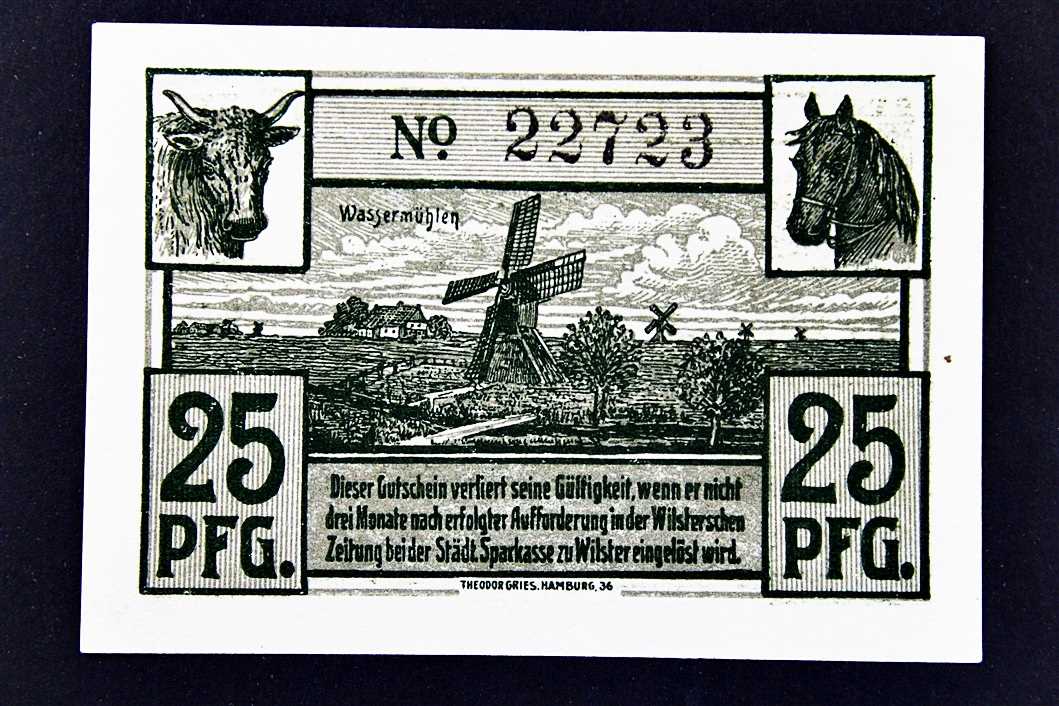 No. 22723
Wassermühlen
25
PFG.
25
PFG.
Dieser Gutschein verliert seine Gültigkeit, wenn er nicht
drei Monate nach erfolgter Aufforderung in der Wilsterschen
Zeitung bei der Städt. Sparkasse zu Wilster eingelöst wird.
THEODOR GRIES. HAMBURG, 36